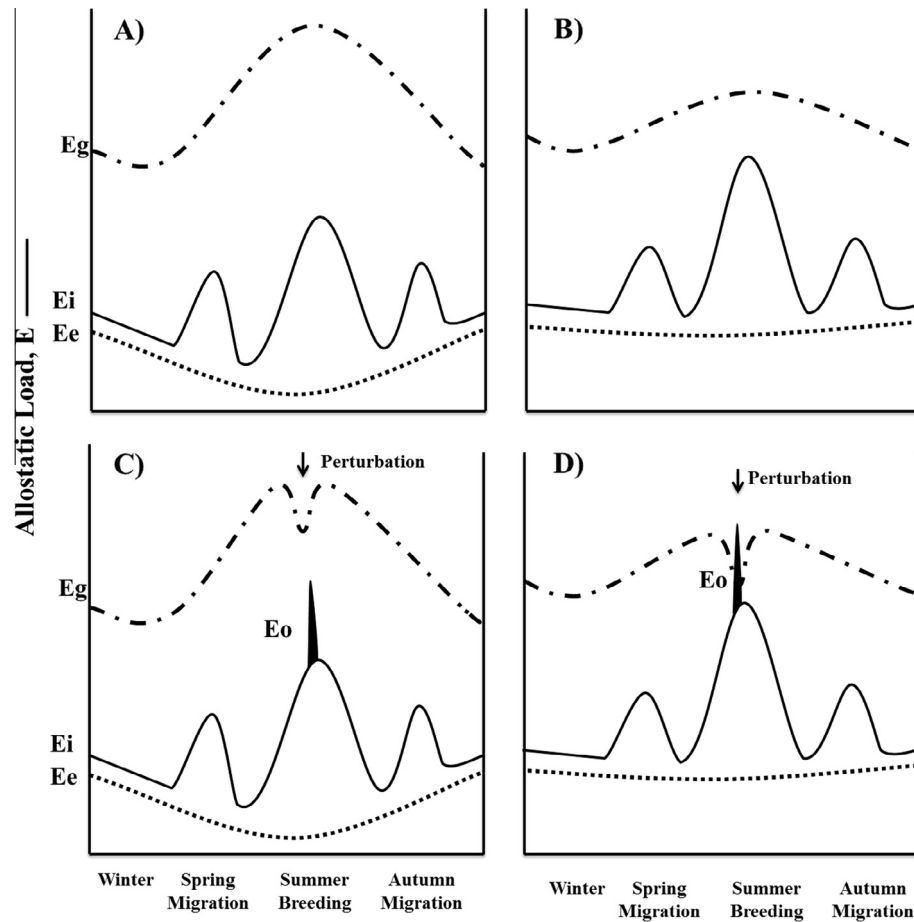 A)
B)
Eg
Ei
Ee
Allostatic Load, E
C)
Perturbation
D)
Perturbation
Eg
Eo
Eo
Ei
Ee
Winter
Spring
Migration
Summer
Breeding
Autumn
Migration
Winter
Spring
Migration
Summer
Breeding
Autumn
Migration